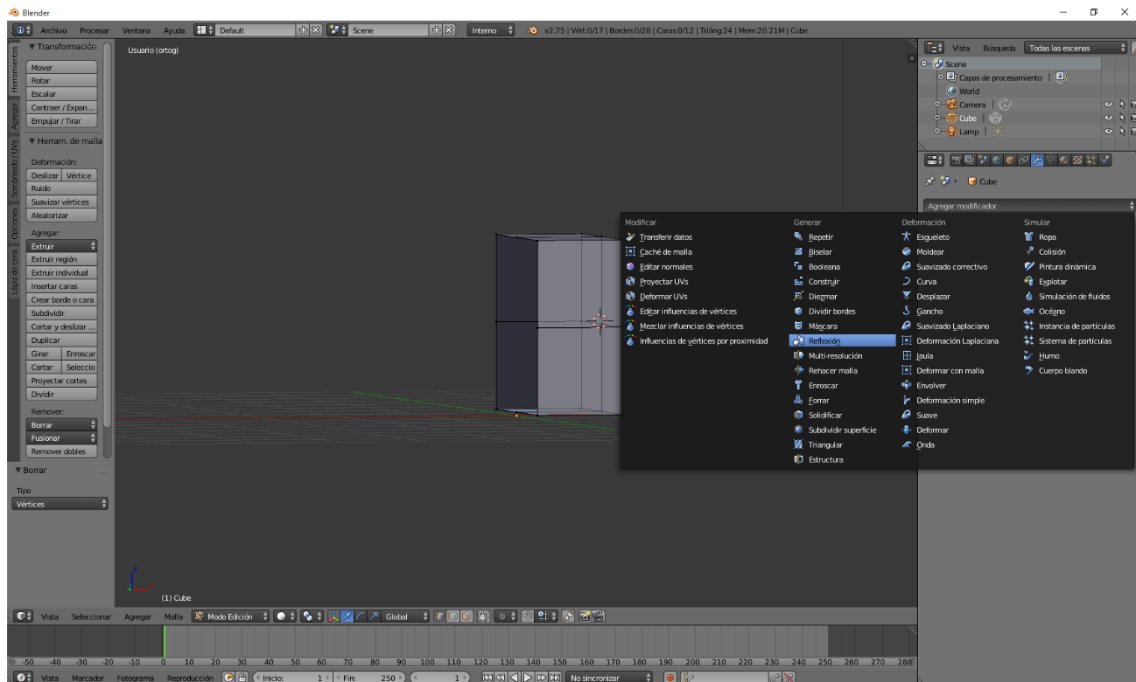 Blender
Archivo Procesar Ventana Ayuda Default Scene Interno v2.75 | Vért:0/17 | Bordes:0/28 | Caras:0/12 | Triáng:24 | Mem:20.21M | Cube
Herramientas
Agregar
Sombreado / UVs
Opciones
Lápiz de cera
Transformación
Mover
Rotar
Escalar
Contraer / Expan...
Empujar / Tirar
Herram. de malla
Deformación:
Deslizar Vértice
Ruido
Suavizar vértices
Aleatorizar
Agregar:
Extruir
Extruir región
Extruir individual
Insertar caras
Crear borde o cara
Subdividir
Cortar y deslizar ...
Duplicar
Girar Enroscar
Cortar Seleccio
Proyectar cortes
Dividir
Remover:
Borrar
Fusionar
Remover dobles
Borrar
Tipo
Vértices
Usuario (ortog)
(1) Cube
Vista Búsqueda Todas las escenas
Scene
Capas de procesamiento
World
Camera
Cube
Lamp
Cube
Agregar modificador
Modificar
Transferir datos
Caché de malla
Editar normales
Proyectar UVs
Deformar UVs
Editar influencias de vértices
Mezclar influencias de vértices
Influencias de vértices por proximidad
Generar
Repetir
Biselar
Booleana
Construir
Diezmar
Dividir bordes
Máscara
Reflexión
Multi-resolución
Rehacer malla
Enroscar
Forrar
Solidificar
Subdividir superficie
Triangular
Estructura
Deformación
Esqueleto
Moldear
Suavizado correctivo
Curva
Desplazar
Gancho
Suavizado Laplaciano
Deformación Laplaciana
Jaula
Deformar con malla
Envolver
Deformación simple
Suave
Deformar
Onda
Simular
Ropa
Colisión
Pintura dinámica
Explotar
Simulación de fluidos
Océano
Instancia de partículas
Sistema de partículas
Humo
Cuerpo blando
Vista Seleccionar Agregar Malla Modo Edición Global
-50 -40 -30 -20 -10 0 10 20 30 40 50 60 70 80 90 100 110 120 130 140 150 160 170 180 190 200 210 220 230 240 250 260 270 280
Vista Marcador Fotograma Reproducción Inicio: 1 Fin: 250 1 No sincronizar